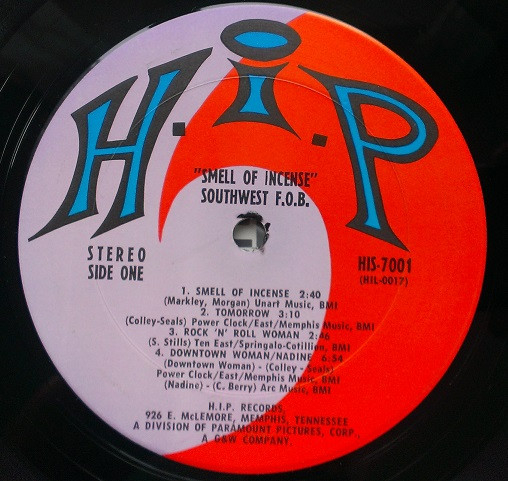 H.i.P
"SMELL OF INCENSE"
SOUTHWEST F.O.B.
STEREO
SIDE ONE
HIS-7001
(HIL-0017)
1. SMELL OF INCENSE 2:40
(Markley, Morgan) Unart Music, BMI
2. TOMORROW 3:10
(Colley-Seals) Power Clock/East/Memphis Music, BMI
3. ROCK 'N' ROLL WOMAN 2:46
(S. Stills) Ten East/Springalo-Cotillion, BMI
4. DOWNTOWN WOMAN/NADINE 6:54
(Downtown Woman) - (Colley - Seals)
Power Clock/East/Memphis Music, BMI
(Nadine) - (C. Berry) Arc Music, BMI
H.I.P. RECORDS,
926 E. McLEMORE, MEMPHIS, TENNESSEE
A DIVISION OF PARAMOUNT PICTURES, CORP.,
A G&W COMPANY.